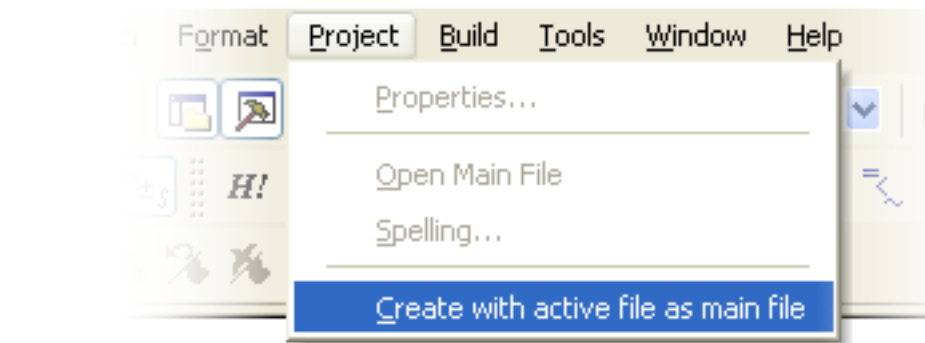 Format Project Build Tools Window Help
Properties...
H!
Open Main File
Spelling...
Create with active file as main file